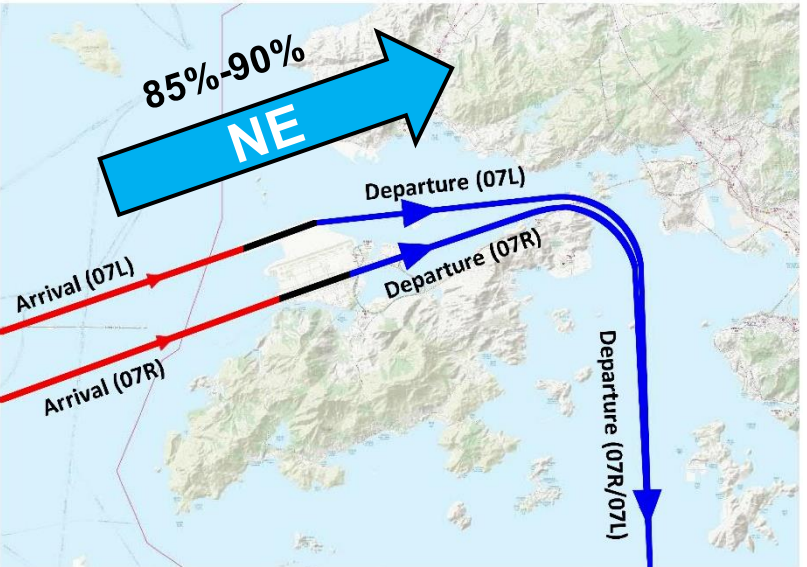 85%-90%
NE
Departure (07L)
Departure (07R)
Arrival (07L)
Arrival (07R)
Departure (07R/07L)